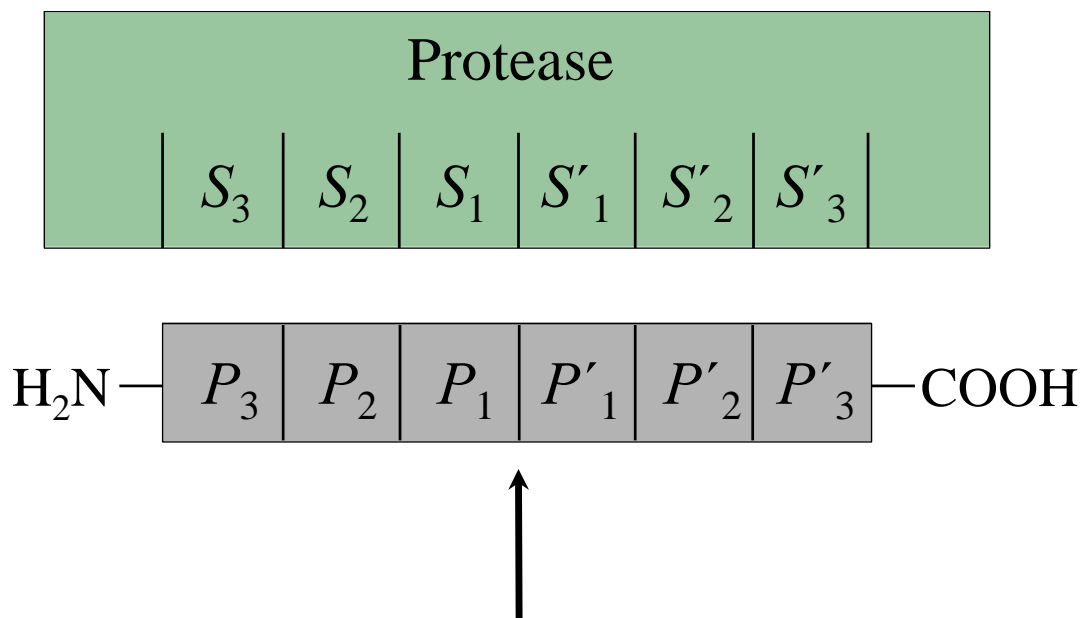 Protease
S₃ S₂ S₁ S′₁ S′₂ S′₃
H₂N P₃ P₂ P₁ P′₁ P′₂ P′₃ COOH